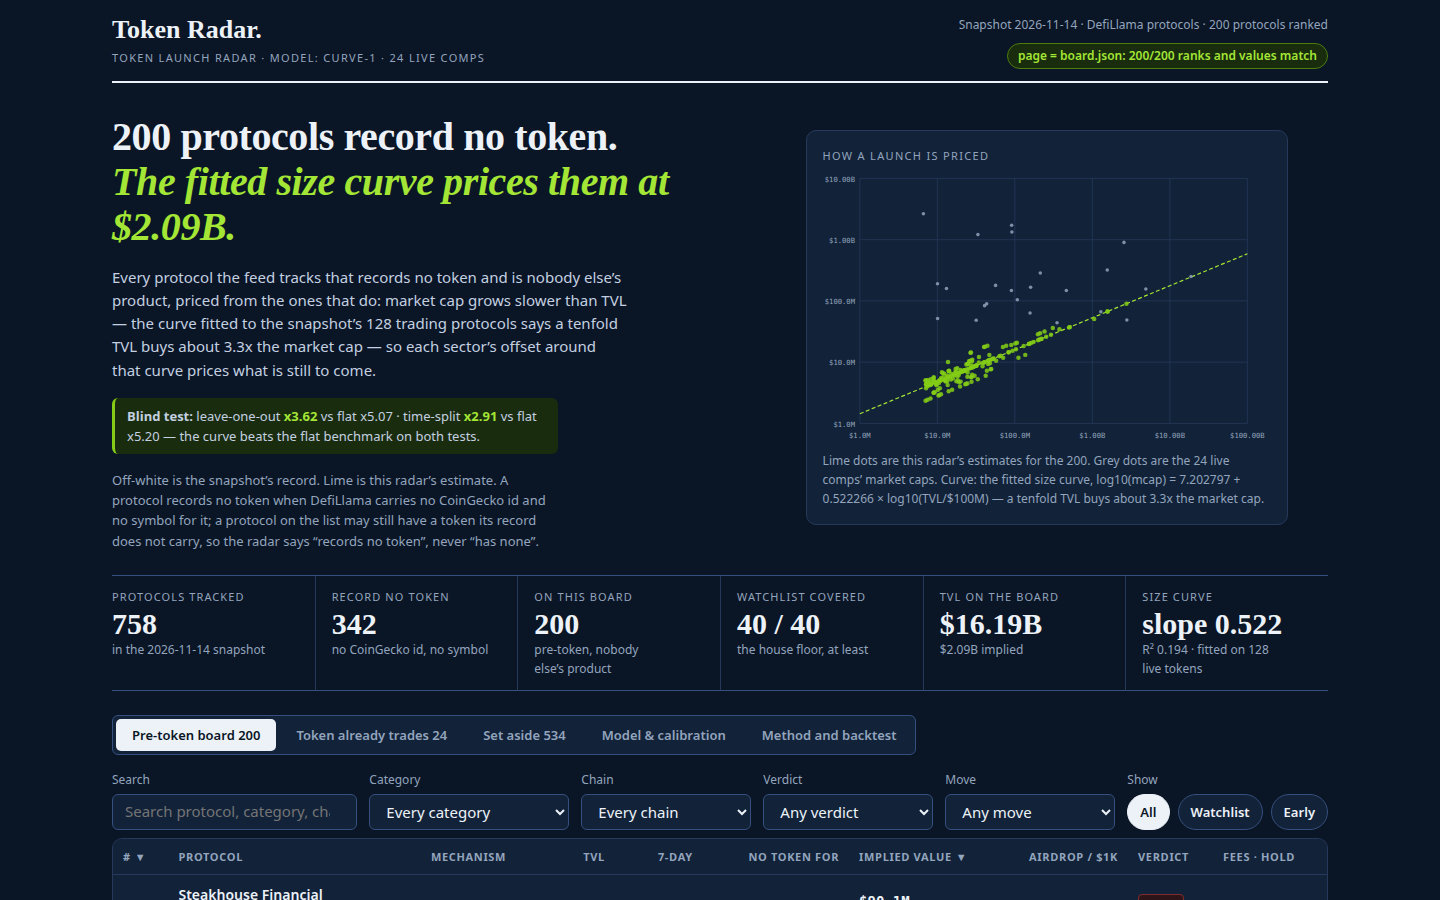 Token Radar.
TOKEN LAUNCH RADAR · MODEL: CURVE-1 · 24 LIVE COMPS
Snapshot 2026-11-14 · DefiLlama protocols · 200 protocols ranked
page = board.json: 200/200 ranks and values match
200 protocols record no token.
The fitted size curve prices them at
$2.09B.
Every protocol the feed tracks that records no token and is nobody else’s
product, priced from the ones that do: market cap grows slower than TVL
— the curve fitted to the snapshot’s 128 trading protocols says a tenfold
TVL buys about 3.3x the market cap — so each sector’s offset around
that curve prices what is still to come.
Blind test: leave-one-out x3.62 vs flat x5.07 · time-split x2.91 vs flat
x5.20 — the curve beats the flat benchmark on both tests.
Off-white is the snapshot’s record. Lime is this radar’s estimate. A
protocol records no token when DefiLlama carries no CoinGecko id and
no symbol for it; a protocol on the list may still have a token its record
does not carry, so the radar says “records no token”, never “has none”.
HOW A LAUNCH IS PRICED
$10.00B
$1.00B
$100.0M
$10.0M
$1.0M
$1.0M $10.0M $100.0M $1.00B $10.00B $100.00B
Lime dots are this radar’s estimates for the 200. Grey dots are the 24 live
comps’ market caps. Curve: the fitted size curve, log10(mcap) = 7.202797 +
0.522266 × log10(TVL/$100M) — a tenfold TVL buys about 3.3x the market cap.
PROTOCOLS TRACKED
758
in the 2026-11-14 snapshot
RECORD NO TOKEN
342
no CoinGecko id, no symbol
ON THIS BOARD
200
pre-token, nobody
else’s product
WATCHLIST COVERED
40 / 40
the house floor, at least
TVL ON THE BOARD
$16.19B
$2.09B implied
SIZE CURVE
slope 0.522
R² 0.194 · fitted on 128
live tokens
Pre-token board 200 Token already trades 24 Set aside 534 Model & calibration Method and backtest
Search Category Chain Verdict Move Show
Search protocol, category, ch Every category Every chain Any verdict Any move All Watchlist Early
# ▼ PROTOCOL MECHANISM TVL 7-DAY NO TOKEN FOR IMPLIED VALUE ▼ AIRDROP / $1K VERDICT FEES · HOLD
Steakhouse Financial